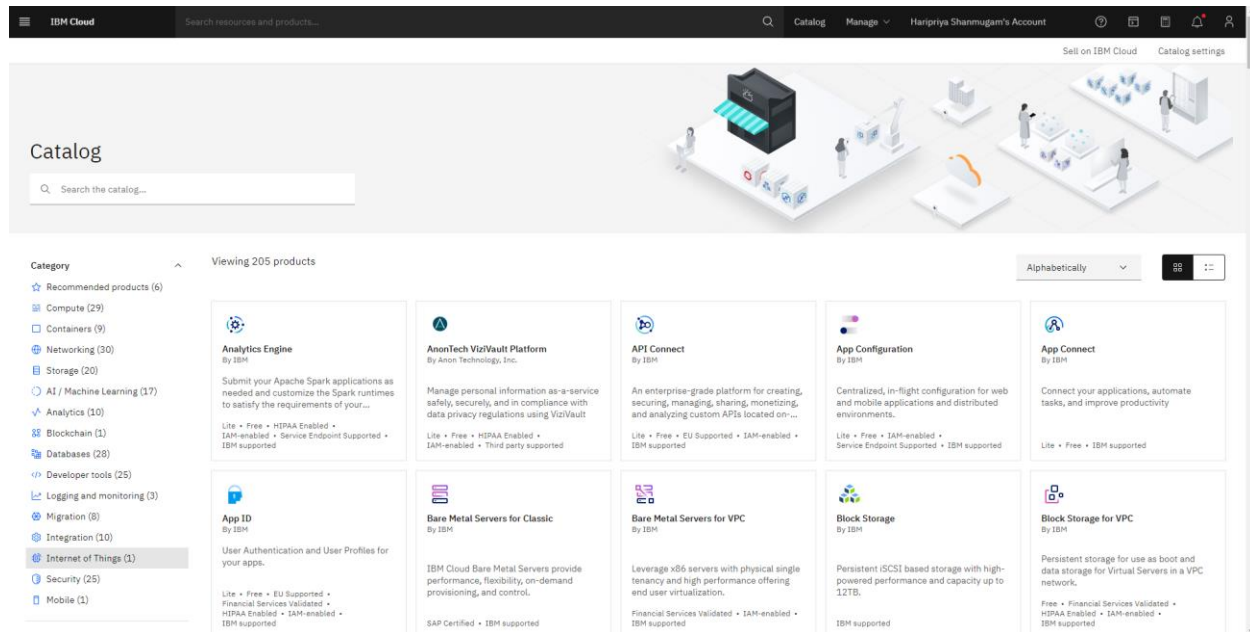 IBM Cloud
Search resources and products...
Catalog
Manage
Haripriya Shanmugam's Account
Sell on IBM Cloud
Catalog settings
Catalog
Search the catalog...
Category
Recommended products (6)
Compute (29)
Containers (9)
Networking (30)
Storage (20)
AI / Machine Learning (17)
Analytics (10)
Blockchain (1)
Databases (28)
Developer tools (25)
Logging and monitoring (3)
Migration (8)
Integration (10)
Internet of Things (1)
Security (25)
Mobile (1)
Viewing 205 products
Alphabetically
Analytics Engine
By IBM
Submit your Apache Spark applications as
needed and customize the Spark runtimes
to satisfy the requirements of your...
Lite • Free • HIPAA Enabled •
IAM-enabled • Service Endpoint Supported •
IBM supported
AnonTech ViziVault Platform
By Anon Technology, Inc.
Manage personal information as-a-service
safely, securely, and in compliance with
data privacy regulations using ViziVault
Lite • Free • HIPAA Enabled •
IAM-enabled • Third party supported
API Connect
By IBM
An enterprise-grade platform for creating,
securing, managing, sharing, monetizing,
and analyzing custom APIs located on-...
Lite • Free • EU Supported • IAM-enabled •
IBM supported
App Configuration
By IBM
Centralized, in-flight configuration for web
and mobile applications and distributed
environments.
Lite • Free • IAM-enabled •
Service Endpoint Supported • IBM supported
App Connect
By IBM
Connect your applications, automate
tasks, and improve productivity
Lite • Free • IBM supported
App ID
By IBM
User Authentication and User Profiles for
your apps.
Lite • Free • EU Supported •
Financial Services Validated •
HIPAA Enabled • IAM-enabled •
IBM supported
Bare Metal Servers for Classic
By IBM
IBM Cloud Bare Metal Servers provide
performance, flexibility, on-demand
provisioning, and control.
SAP Certified • IBM supported
Bare Metal Servers for VPC
By IBM
Leverage x86 servers with physical single
tenancy and high performance offering
end user virtualization.
Financial Services Validated • IAM-enabled •
IBM supported
Block Storage
By IBM
Persistent iSCSI based storage with high-
powered performance and capacity up to
12TB.
IBM supported
Block Storage for VPC
By IBM
Persistent storage for use as boot and
data storage for Virtual Servers in a VPC
network.
Free • Financial Services Validated •
HIPAA Enabled • IAM-enabled •
IBM supported